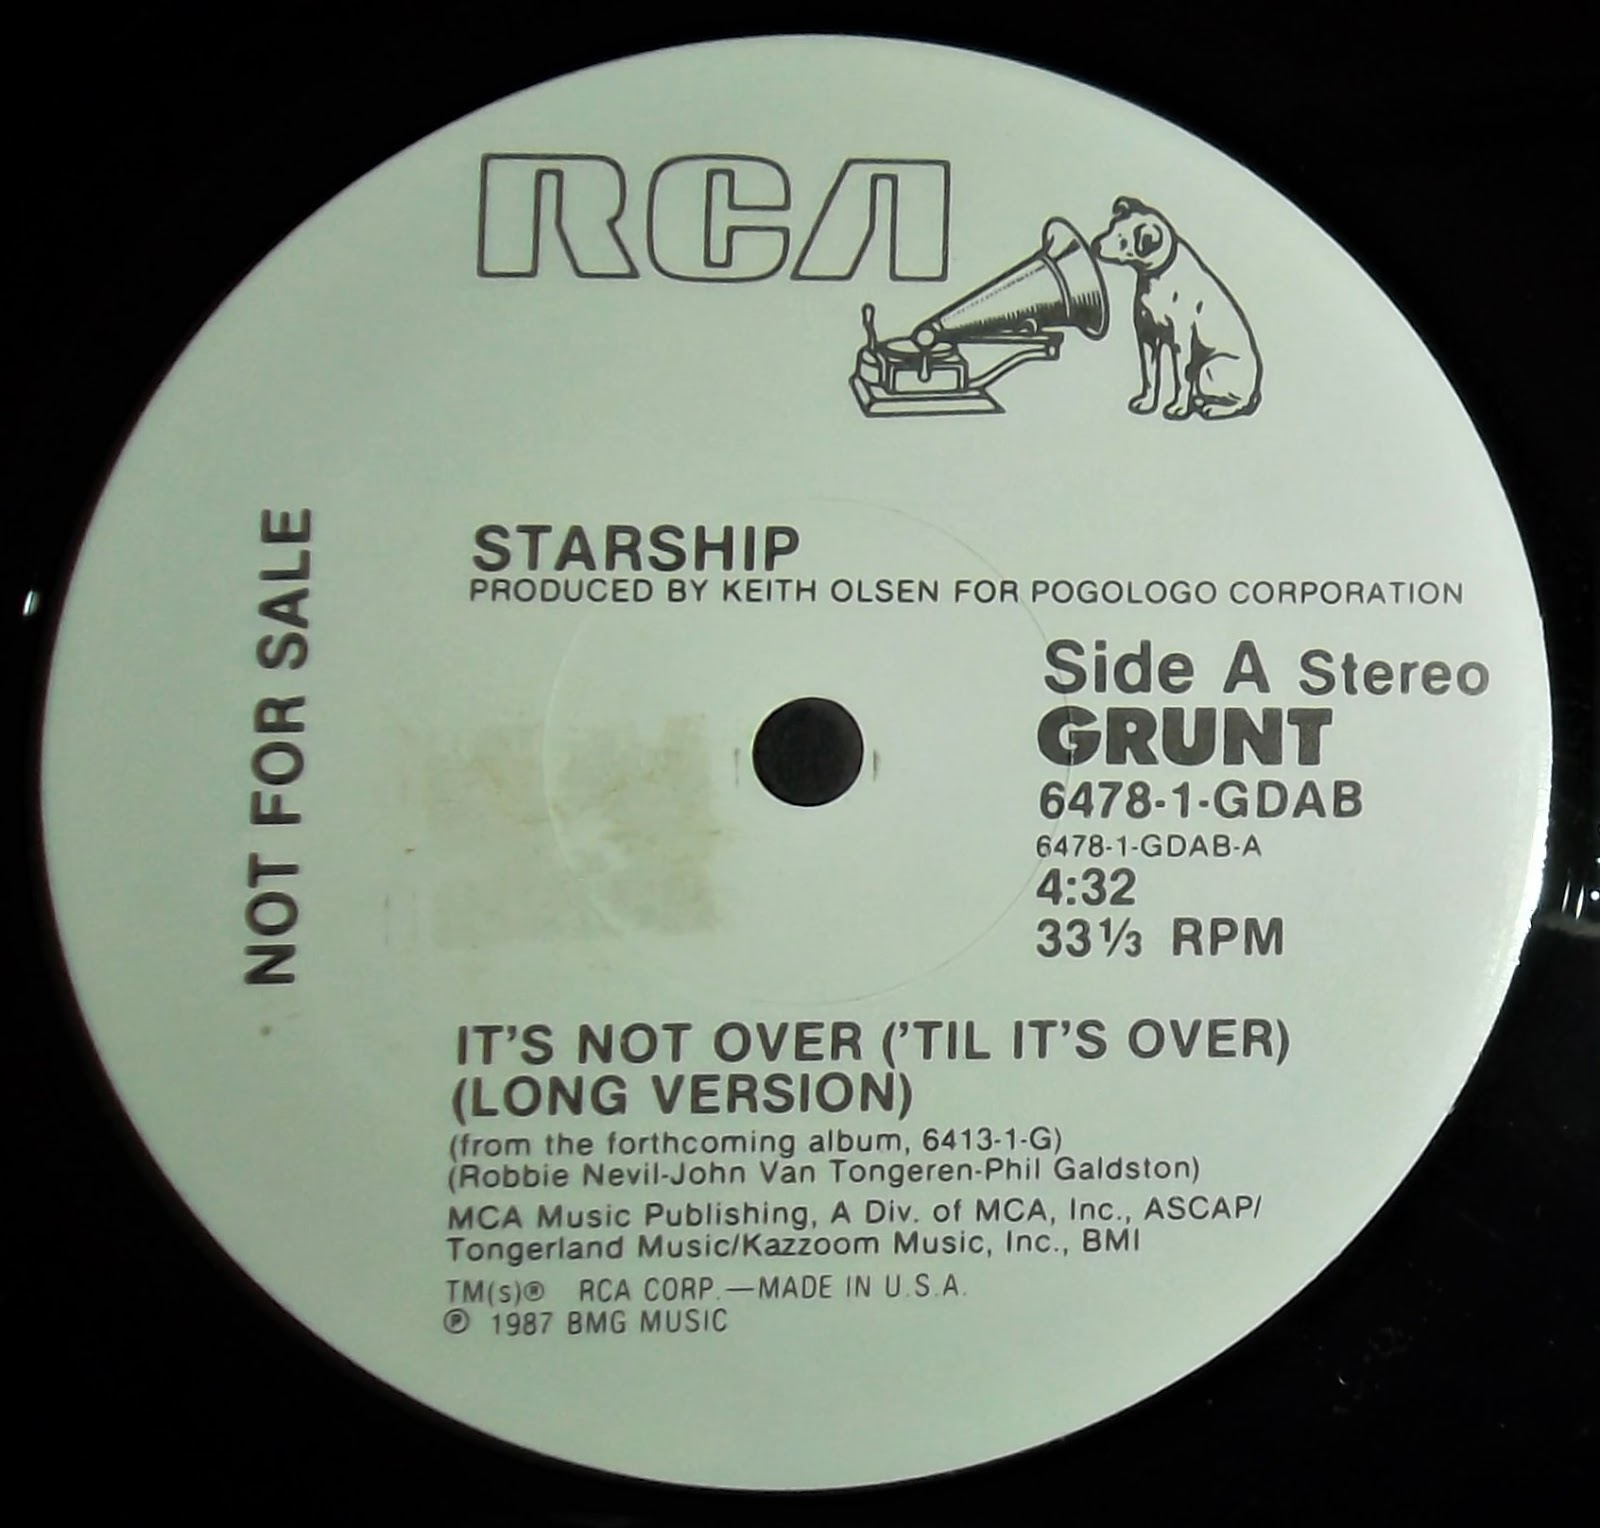 RCA
NOT FOR SALE
STARSHIP
PRODUCED BY KEITH OLSEN FOR POGOLOGO CORPORATION
Side A Stereo
GRUNT
6478-1-GDAB
6478-1-GDAB-A
4:32
33 1/3 RPM
IT'S NOT OVER ('TIL IT'S OVER)
(LONG VERSION)
(from the forthcoming album, 6413-1-G)
(Robbie Nevil-John Van Tongeren-Phil Galdston)
MCA Music Publishing, A Div. of MCA, Inc., ASCAP/
Tongerland Music/Kazzoom Music, Inc., BMI
TM(s)® RCA CORP.—MADE IN U.S.A.
℗ 1987 BMG MUSIC